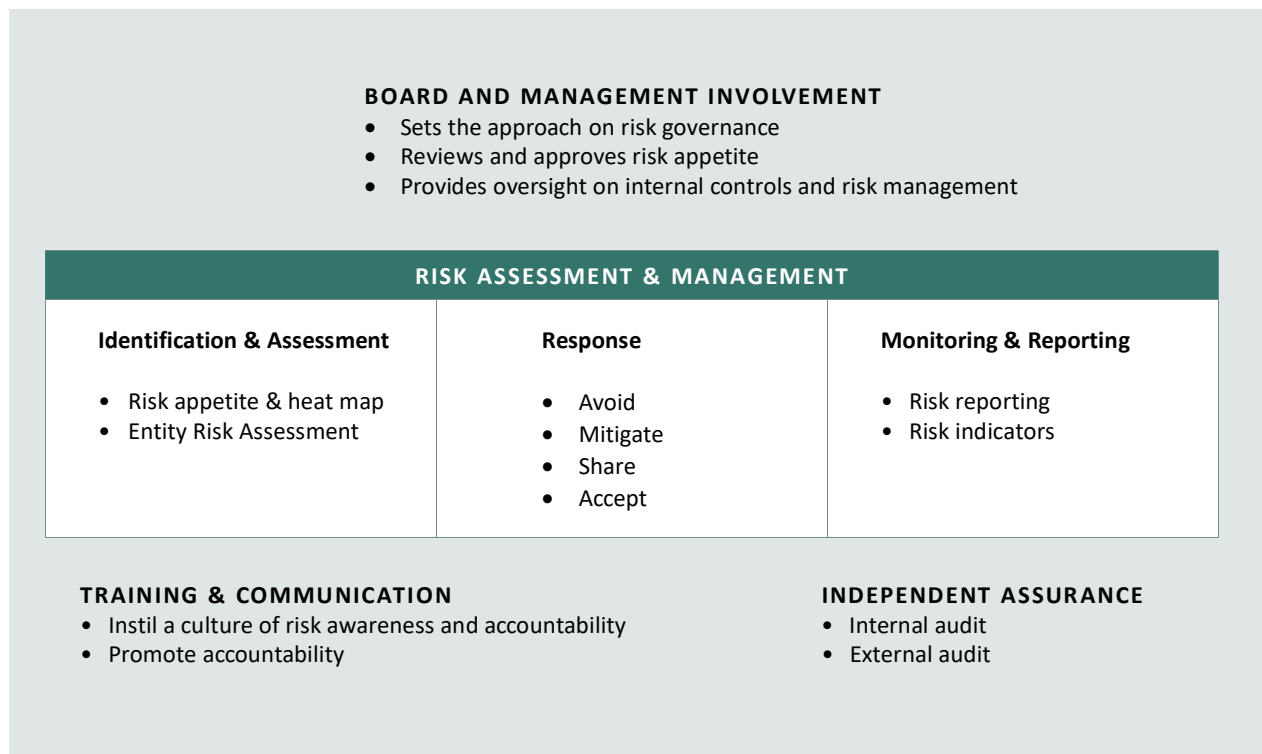 BOARD AND MANAGEMENT INVOLVEMENT
• Sets the approach on risk governance
• Reviews and approves risk appetite
• Provides oversight on internal controls and risk management
RISK ASSESSMENT & MANAGEMENT
Identification & Assessment
• Risk appetite & heat map
• Entity Risk Assessment
Response
• Avoid
• Mitigate
• Share
• Accept
Monitoring & Reporting
• Risk reporting
• Risk indicators
TRAINING & COMMUNICATION
• Instil a culture of risk awareness and accountability
• Promote accountability
INDEPENDENT ASSURANCE
• Internal audit
• External audit